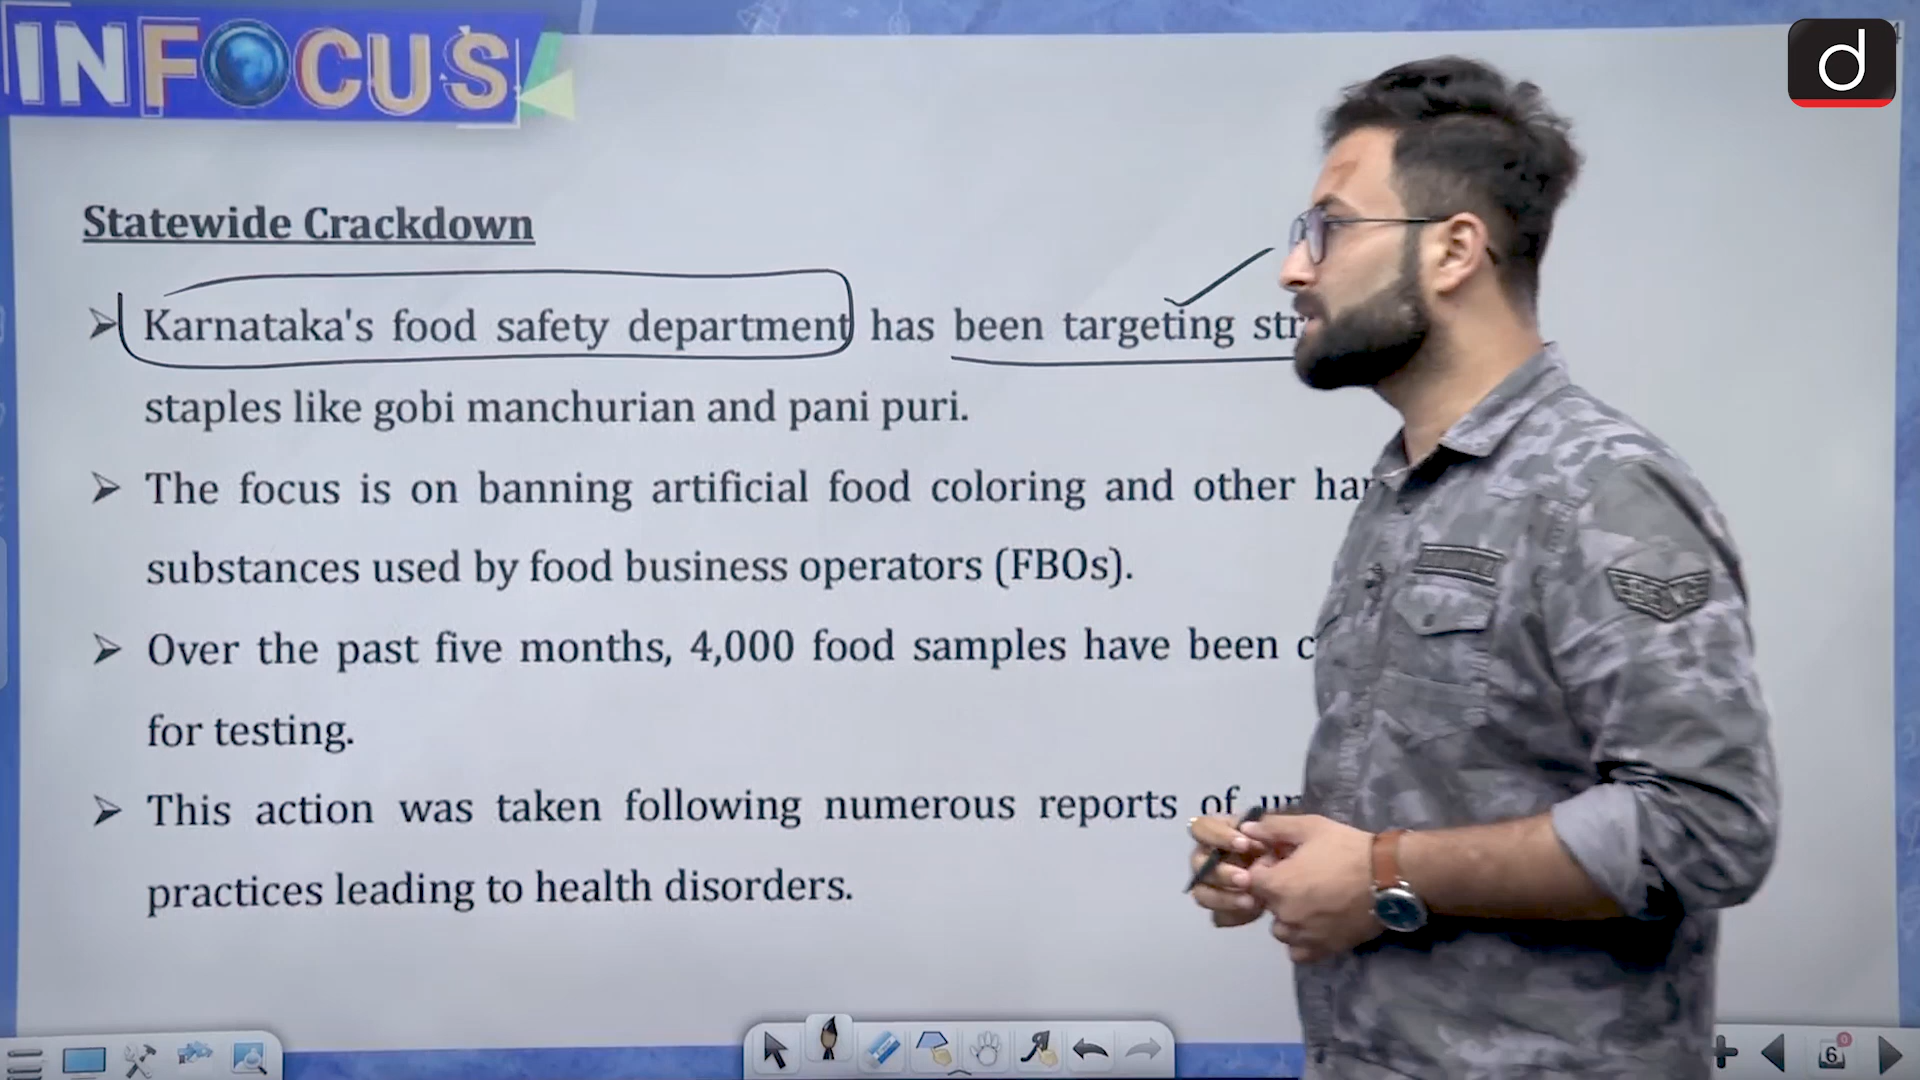 INFOCUS
d
Statewide Crackdown
Karnataka's food safety department has been targeting
staples like gobi manchurian and pani puri.
The focus is on banning artificial food coloring and other
substances used by food business operators (FBOs).
Over the past five months, 4,000 food samples have been
for testing.
This action was taken following numerous reports of
practices leading to health disorders.
6